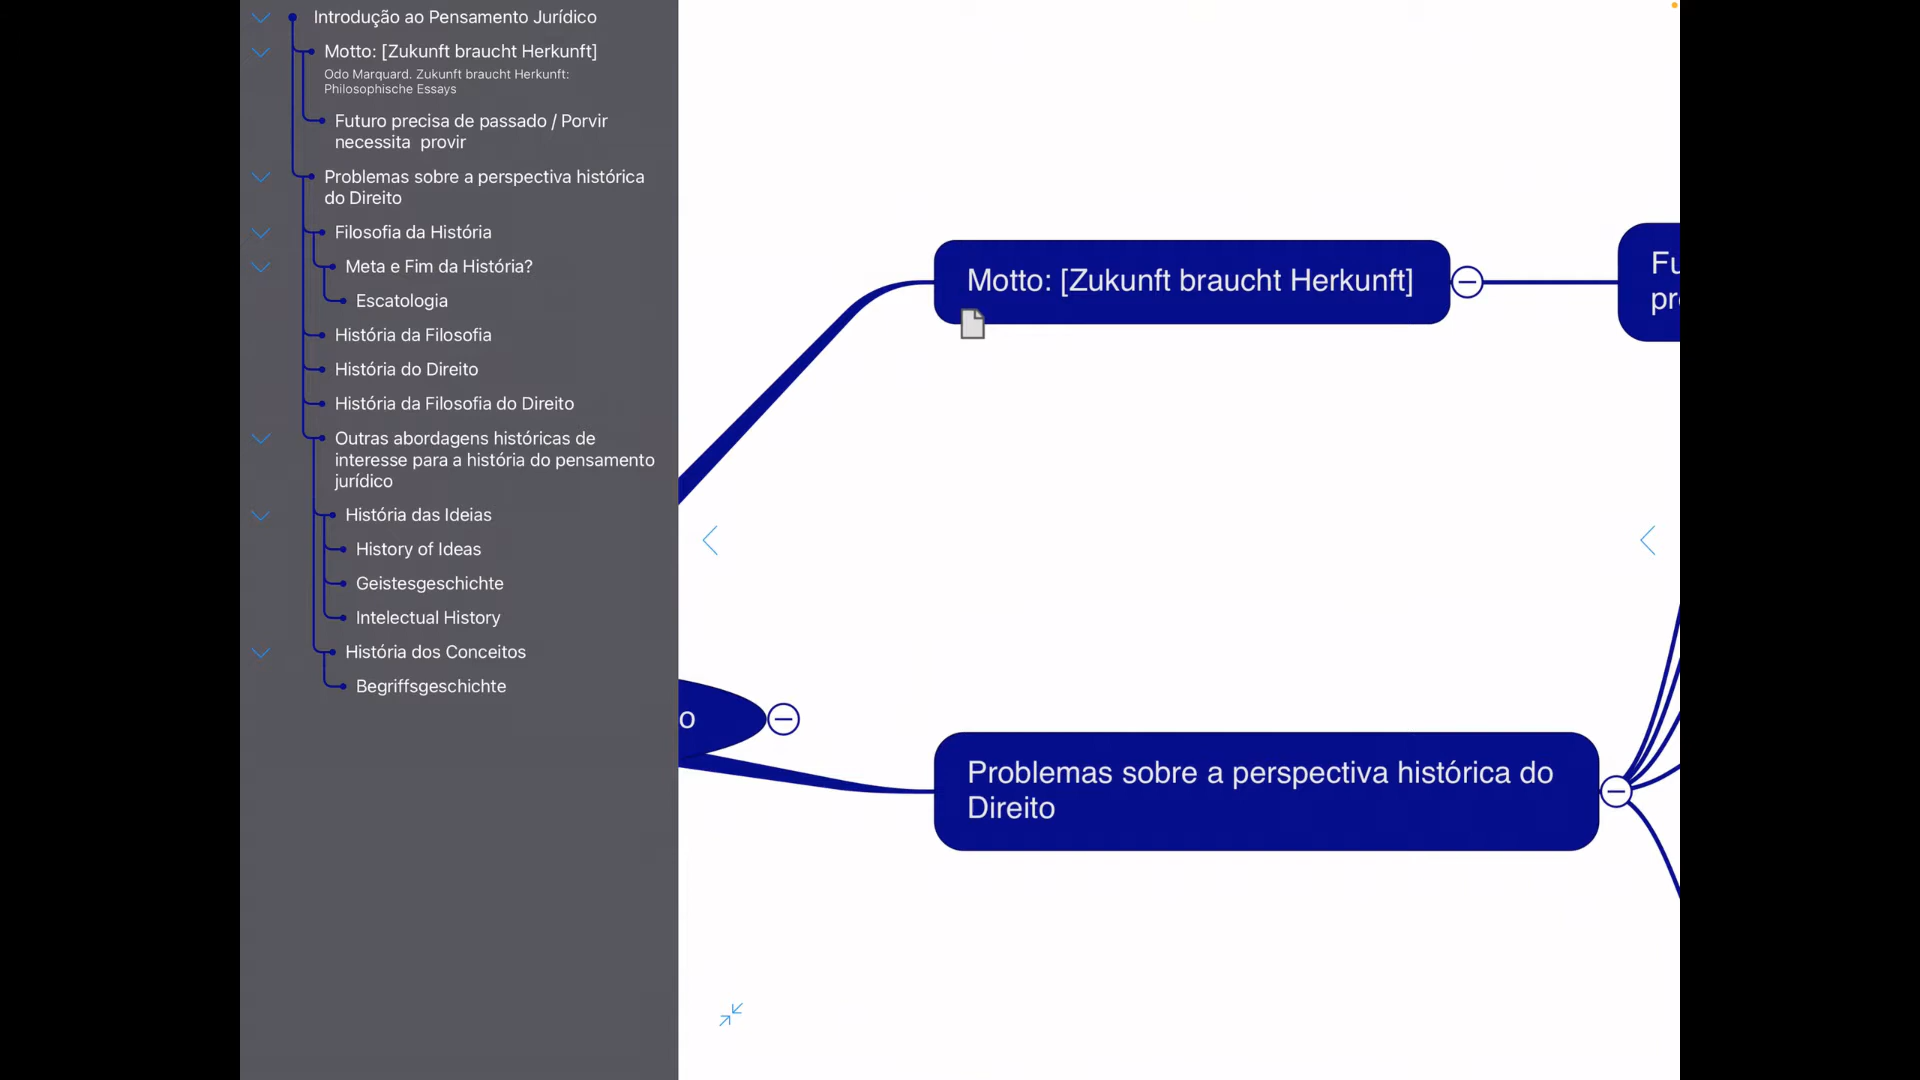 Introdução ao Pensamento Jurídico
Motto: [Zukunft braucht Herkunft]
Odo Marquard. Zukunft braucht Herkunft:
Philosophische Essays
Futuro precisa de passado / Porvir
necessita  provir
Problemas sobre a perspectiva histórica
do Direito
Filosofia da História
Meta e Fim da História?
Escatologia
História da Filosofia
História do Direito
História da Filosofia do Direito
Outras abordagens históricas de
interesse para a história do pensamento
jurídico
História das Ideias
History of Ideas
Geistesgeschichte
Intelectual History
História dos Conceitos
Begriffsgeschichte
Motto: [Zukunft braucht Herkunft]
Fu
pr
o
Problemas sobre a perspectiva histórica do
Direito